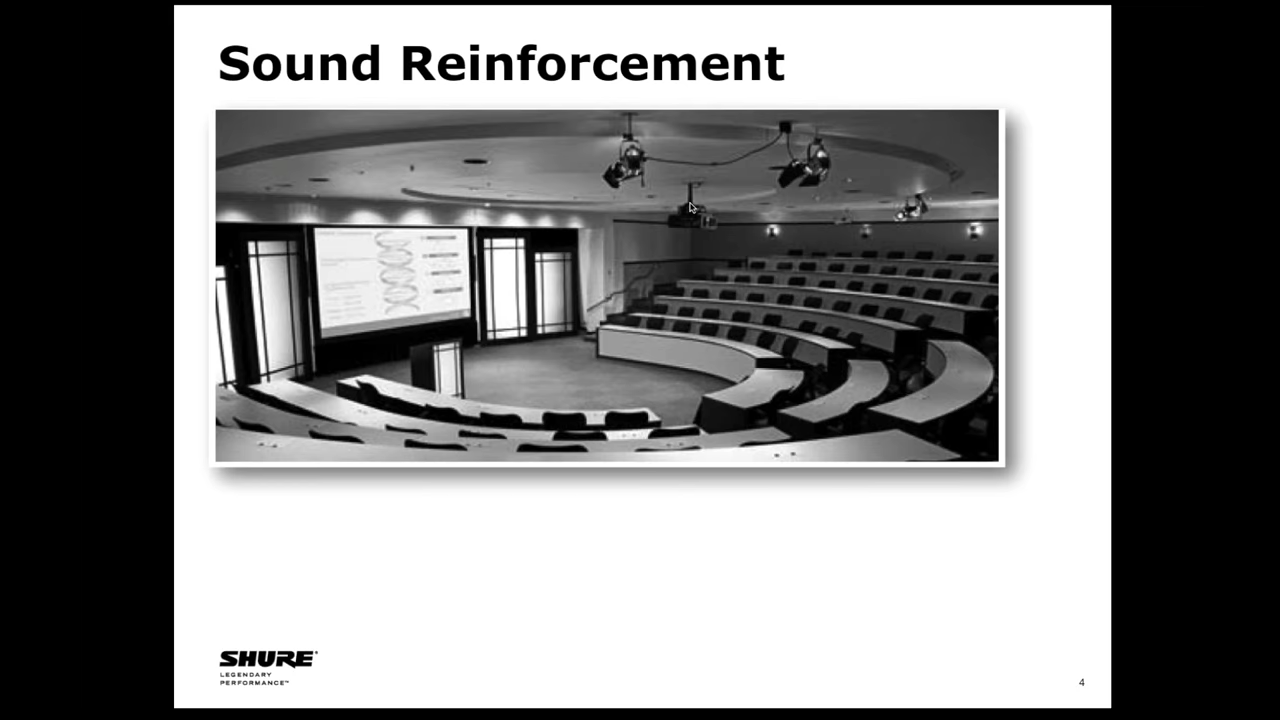 Sound Reinforcement
SHURE
LEGENDARY
PERFORMANCE™
4